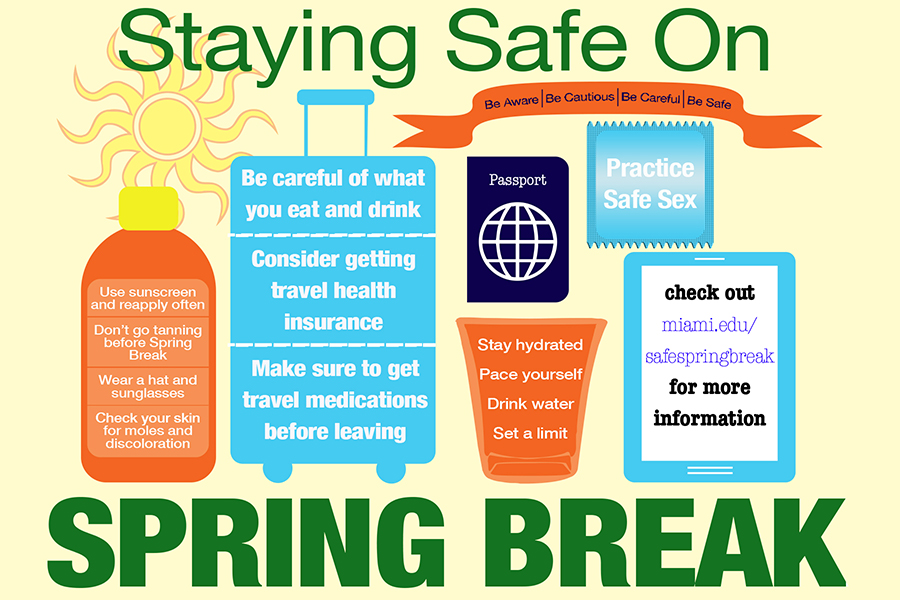 Staying Safe On
Be Aware|Be Cautious|Be Careful|Be Safe
Use sunscreen
and reapply often
Don't go tanning
before Spring
Break
Wear a hat and
sunglasses
Check your skin
for moles and
discoloration
Be careful of what
you eat and drink
Consider getting
travel health
insurance
Make sure to get
travel medications
before leaving
Passport
Practice
Safe Sex
Stay hydrated
Pace yourself
Drink water
Set a limit
check out
miami.edu/
safespringbreak
for more
information
SPRING BREAK